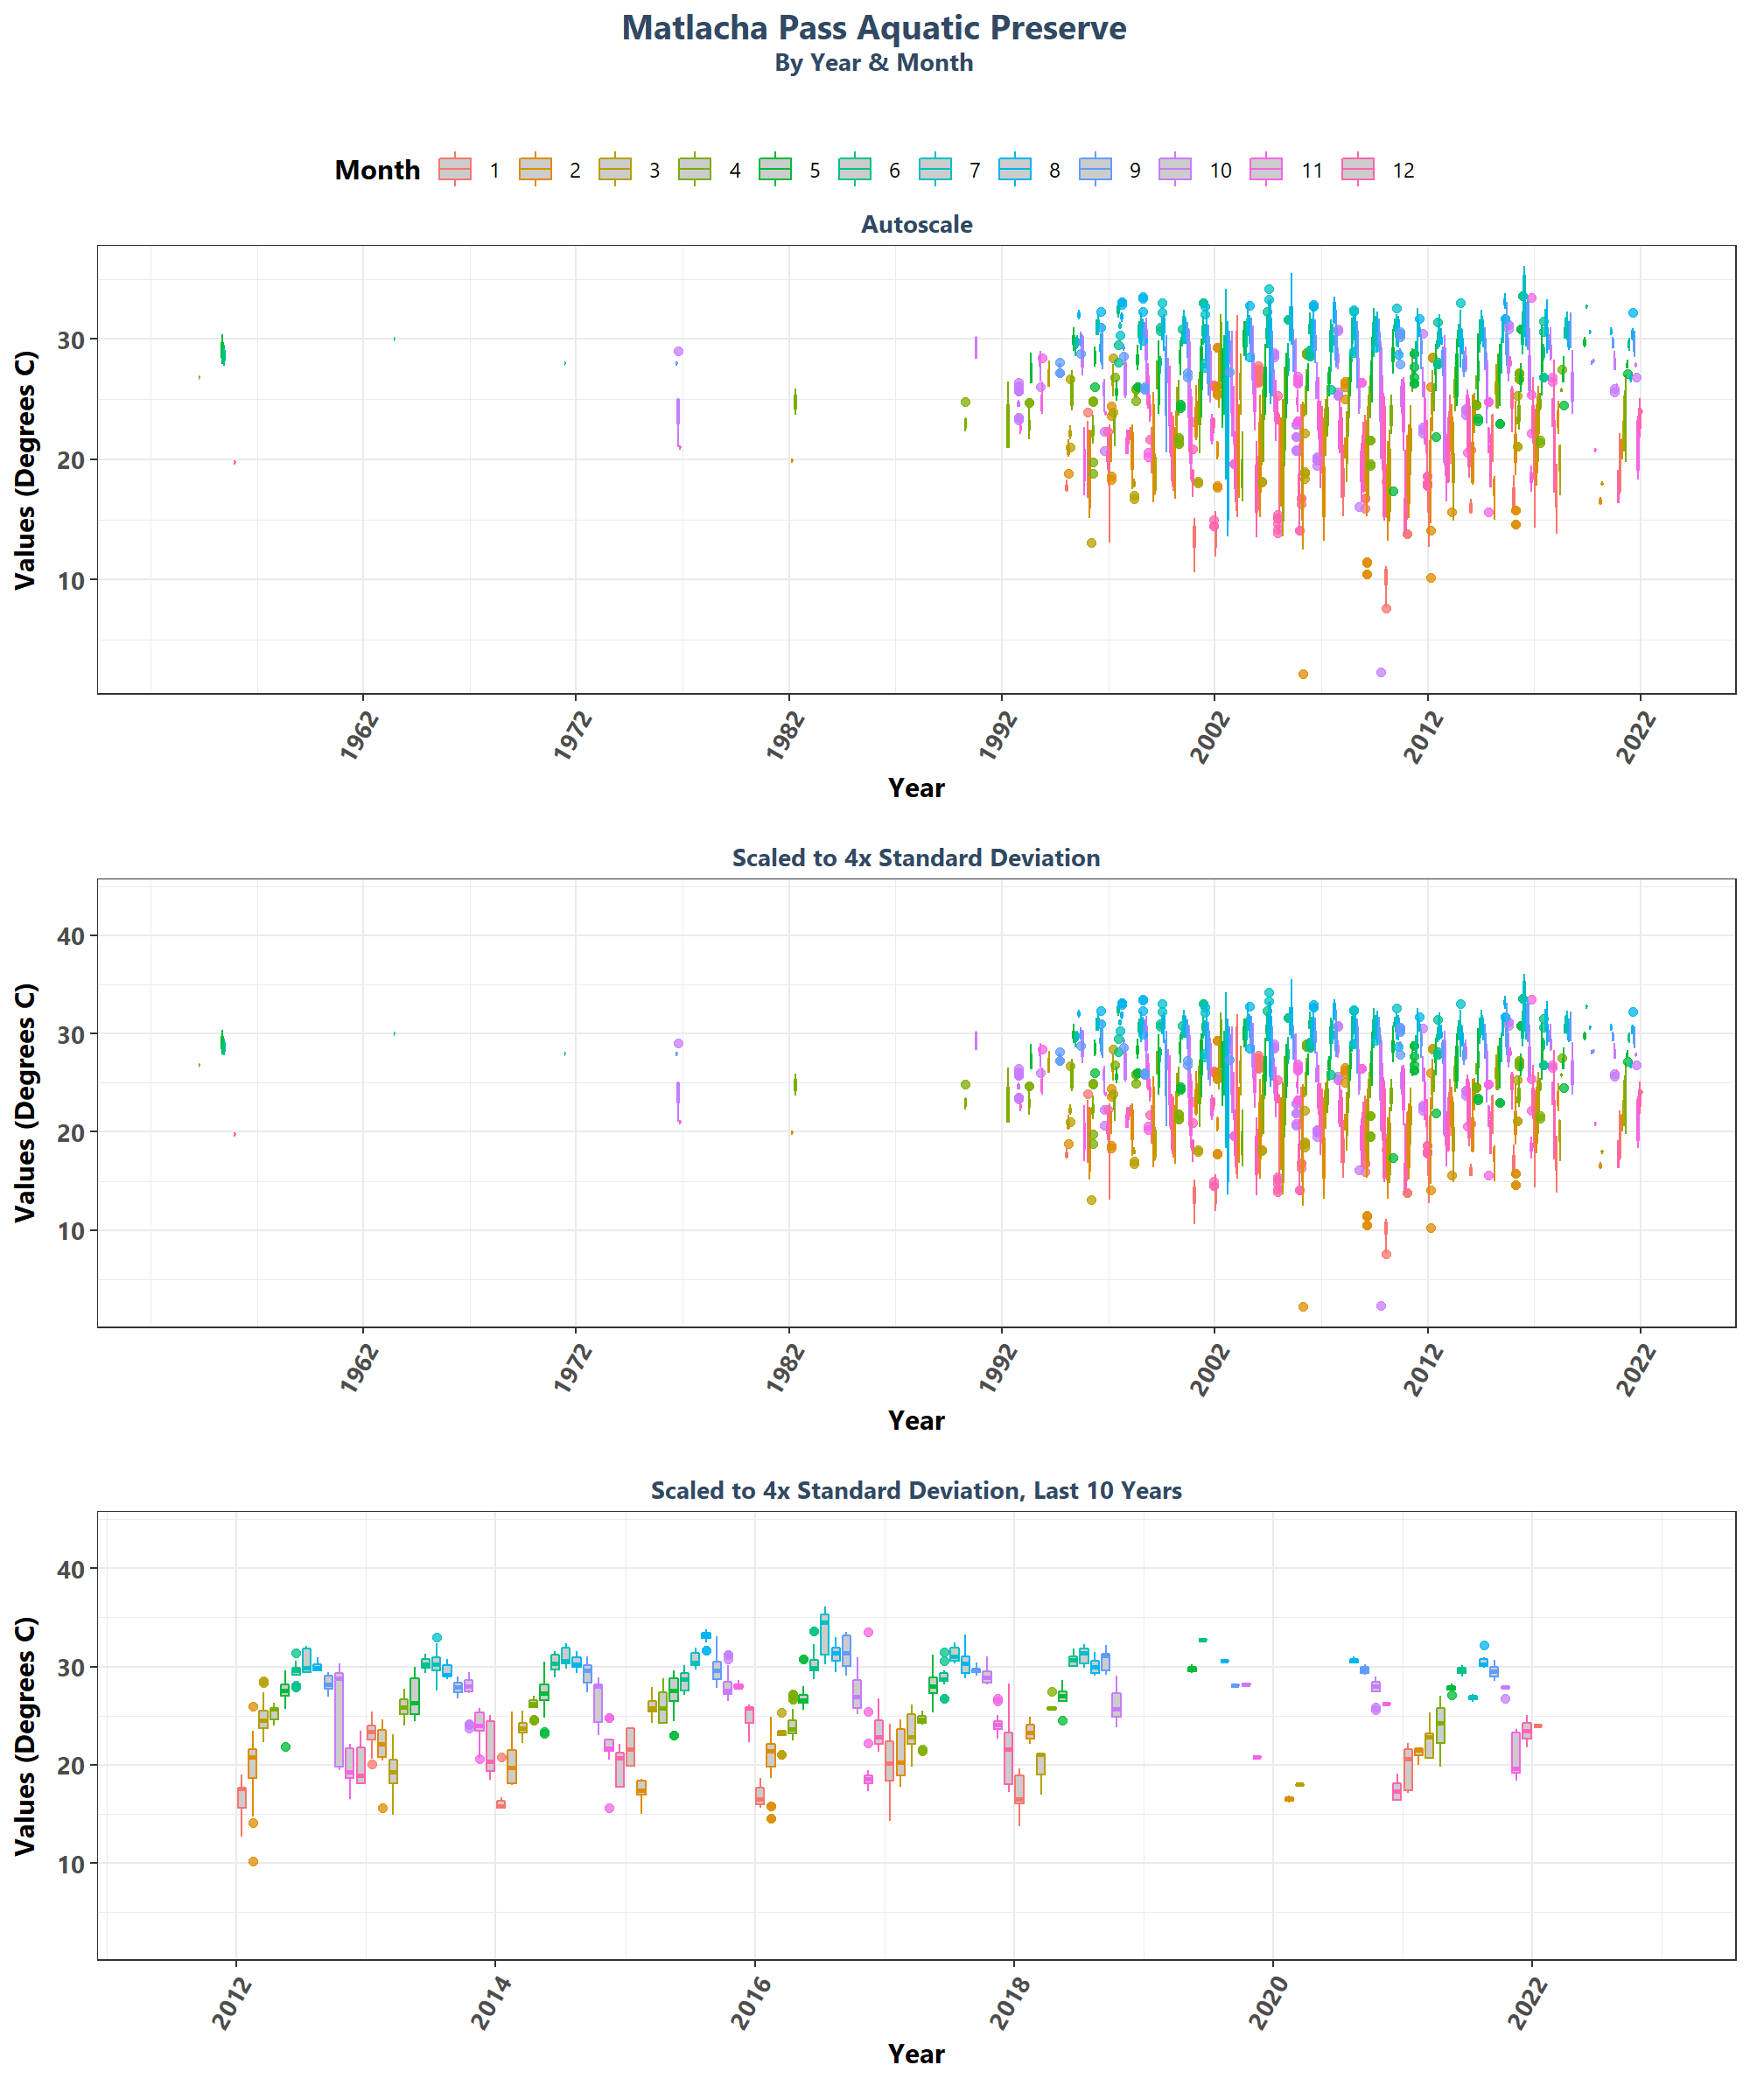 Matlacha Pass Aquatic Preserve
By Year & Month
Month 1 2 3 4 5 6 7 8 9 10 11 12
Autoscale
Values (Degrees C)
30
20
10
1962 1972 1982 1992 2002 2012 2022
Year
Scaled to 4x Standard Deviation
Values (Degrees C)
40
30
20
10
1962 1972 1982 1992 2002 2012 2022
Year
Scaled to 4x Standard Deviation, Last 10 Years
Values (Degrees C)
40
30
20
10
2012 2014 2016 2018 2020 2022
Year